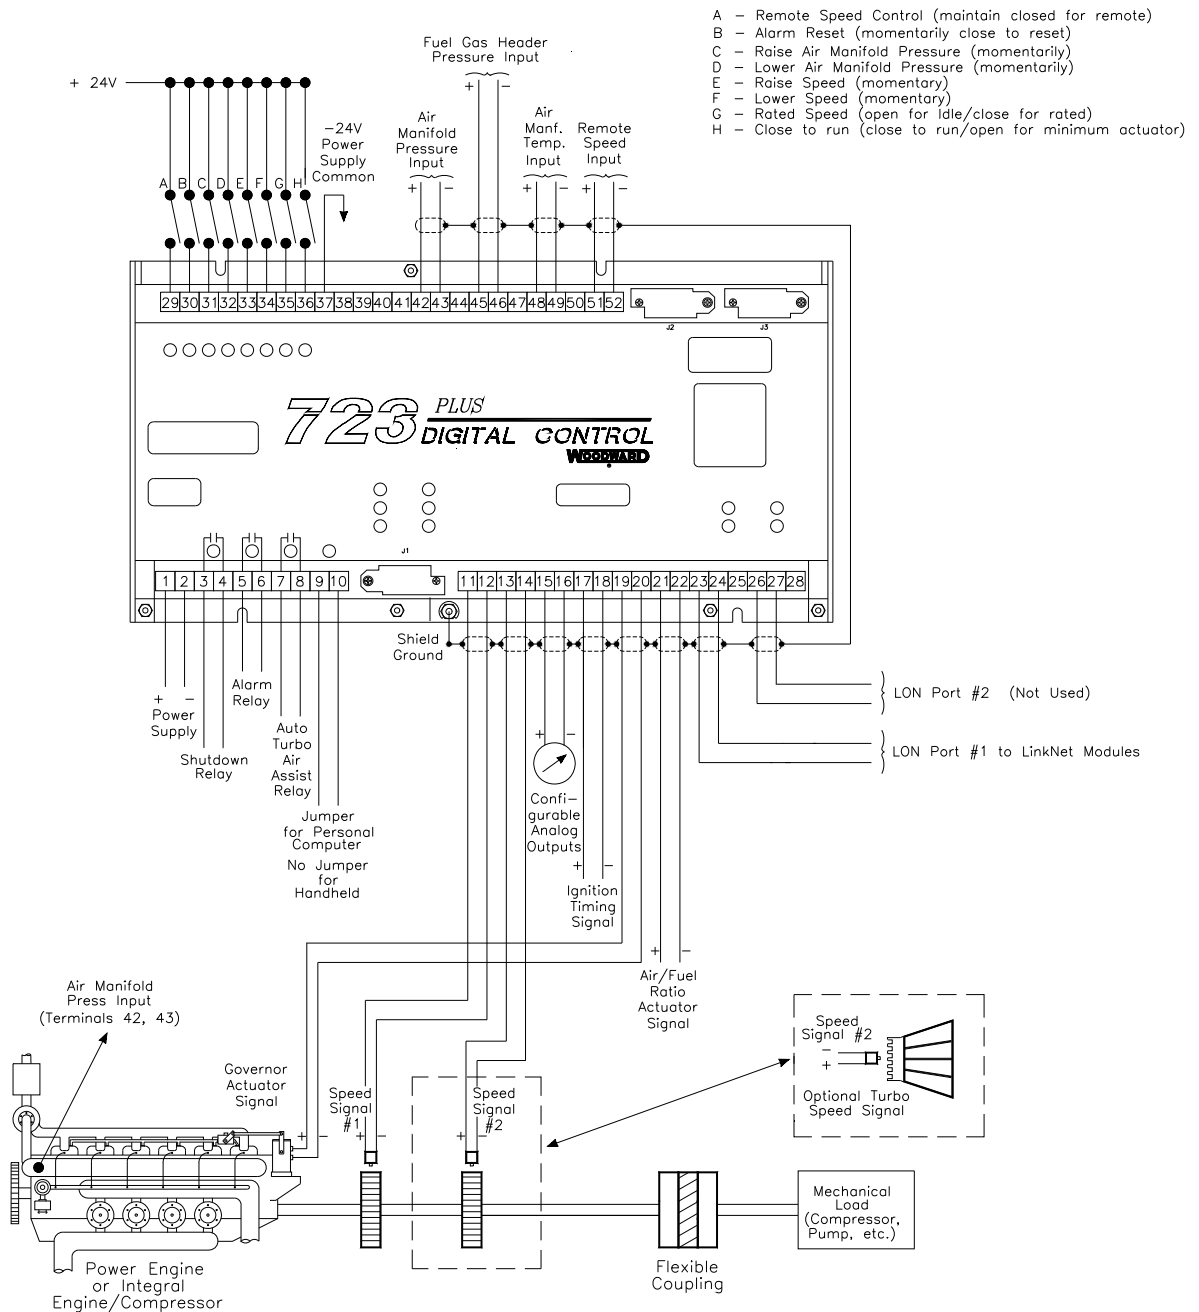 A – Remote Speed Control (maintain closed for remote)
B – Alarm Reset (momentarily close to reset)
C – Raise Air Manifold Pressure (momentarily)
D – Lower Air Manifold Pressure (momentarily)
E – Raise Speed (momentary)
F – Lower Speed (momentary)
G – Rated Speed (open for Idle/close for rated)
H – Close to run (close to run/open for minimum actuator)
Fuel Gas Header
Pressure Input
+ –
+ 24V
–24V
Power
Supply
Common
Air
Manifold
Pressure
Input
+ –
Air
Manf.
Temp.
Input
+ –
Remote
Speed
Input
+ –
A B C D E F G H
29 30 31 32 33 34 35 36 37 38 39 40 41 42 43 44 45 46 47 48 49 50 51 52
J2
J3
723 PLUS
DIGITAL CONTROL
WOODWARD
J1
1 2 3 4 5 6 7 8 9 10
11 12 13 14 15 16 17 18 19 20 21 22 23 24 25 26 27 28
Shield
Ground
+ –
Power
Supply
Shutdown
Relay
Alarm
Relay
Auto
Turbo
Air
Assist
Relay
Jumper
for Personal
Computer
No Jumper
for
Handheld
+ –
Confi–
gurable
Analog
Outputs
+ –
Ignition
Timing
Signal
+ –
Air/Fuel
Ratio
Actuator
Signal
LON Port #2 (Not Used)
LON Port #1 to LinkNet Modules
Air Manifold
Press Input
(Terminals 42, 43)
Governor
Actuator
Signal
+ –
Speed
Signal
#1
+ –
Speed
Signal
#2
+ –
Speed
Signal #2
–
+
Optional Turbo
Speed Signal
Mechanical
Load
(Compressor,
Pump, etc.)
Flexible
Coupling
Power Engine
or Integral
Engine/Compressor